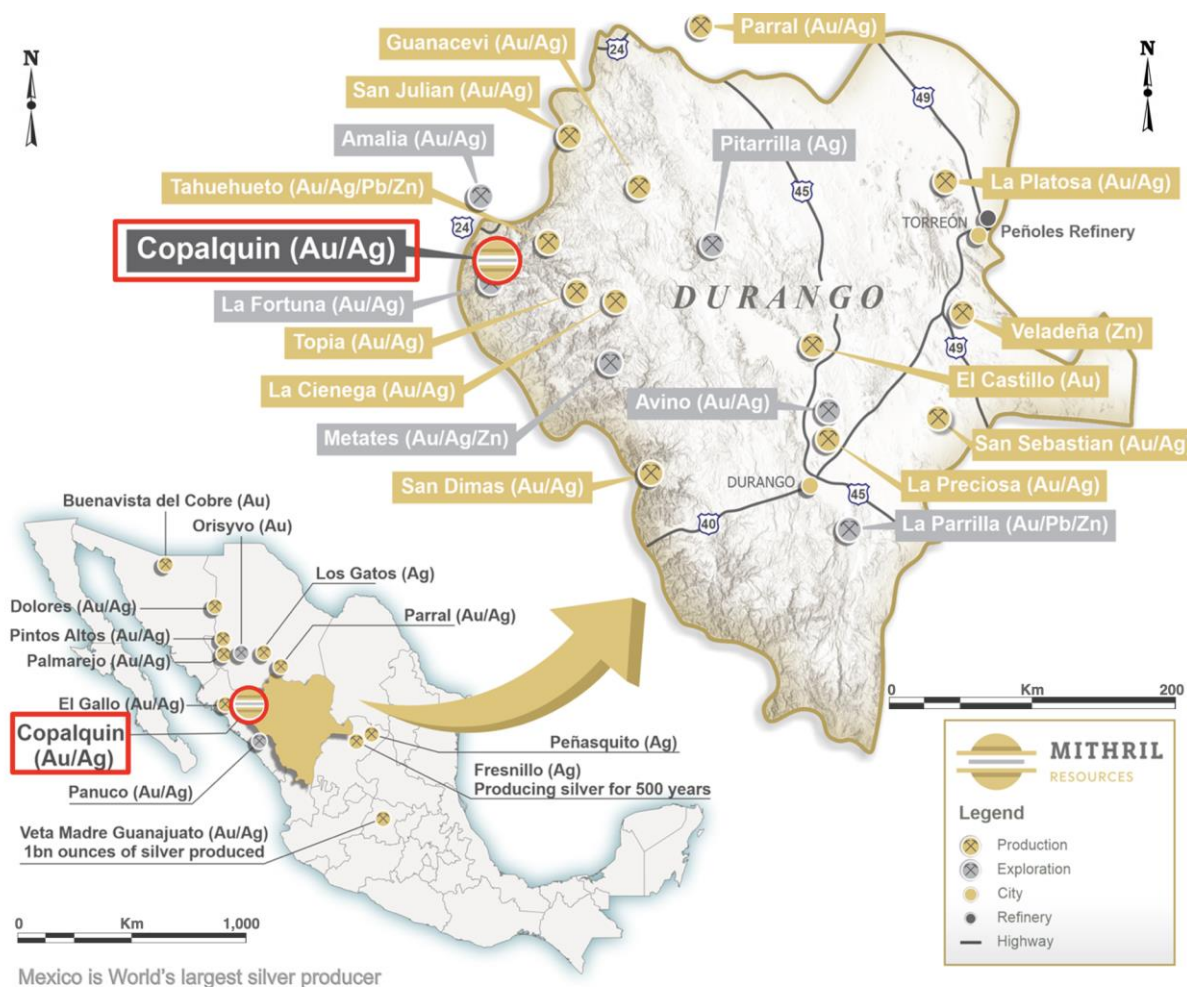 N
N
Parral (Au/Ag)
Guanacevi (Au/Ag)
24
49
San Julian (Au/Ag)
Amalia (Au/Ag)
Pitarrilla (Ag)
Tahuehueto (Au/Ag/Pb/Zn)
45
La Platosa (Au/Ag)
24
TORREÓN
Peñoles Refinery
Copalquin (Au/Ag)
La Fortuna (Au/Ag)
DURANGO
Topia (Au/Ag)
Veladeña (Zn)
49
La Cienega (Au/Ag)
El Castillo (Au)
Avino (Au/Ag)
Metates (Au/Ag/Zn)
San Sebastian (Au/Ag
San Dimas (Au/Ag)
DURANGO
La Preciosa (Au/Ag)
45
40
La Parrilla (Au/Pb/Zn)
Buenavista del Cobre (Au)
Orisyvo (Au)
Los Gatos (Ag)
Dolores (Au/Ag)
Parral (Au/Ag)
Pintos Altos (Au/Ag)
Palmarejo (Au/Ag)
El Gallo (Au/Ag)
Copalquin
(Au/Ag)
Peñasquito (Ag)
Fresnillo (Ag)
Producing silver for 500 years
Panuco (Au/Ag)
Veta Madre Guanajuato (Au/Ag)
1bn ounces of silver produced
0 Km 200
MITHRIL
RESOURCES
Legend
Production
Exploration
City
Refinery
Highway
0 Km 1,000
Mexico is World's largest silver producer